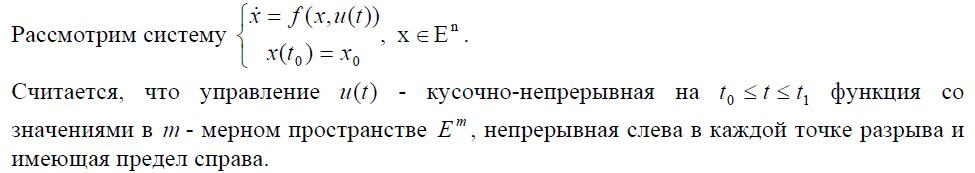 Рассмотрим систему { ẋ = f(x,u(t)) x(t₀) = x₀ , x ∈ Eⁿ .
Считается, что управление u(t) - кусочно-непрерывная на t₀ ≤ t ≤ t₁ функция со
значениями в m - мерном пространстве Eᵐ, непрерывная слева в каждой точке разрыва и
имеющая предел справа.